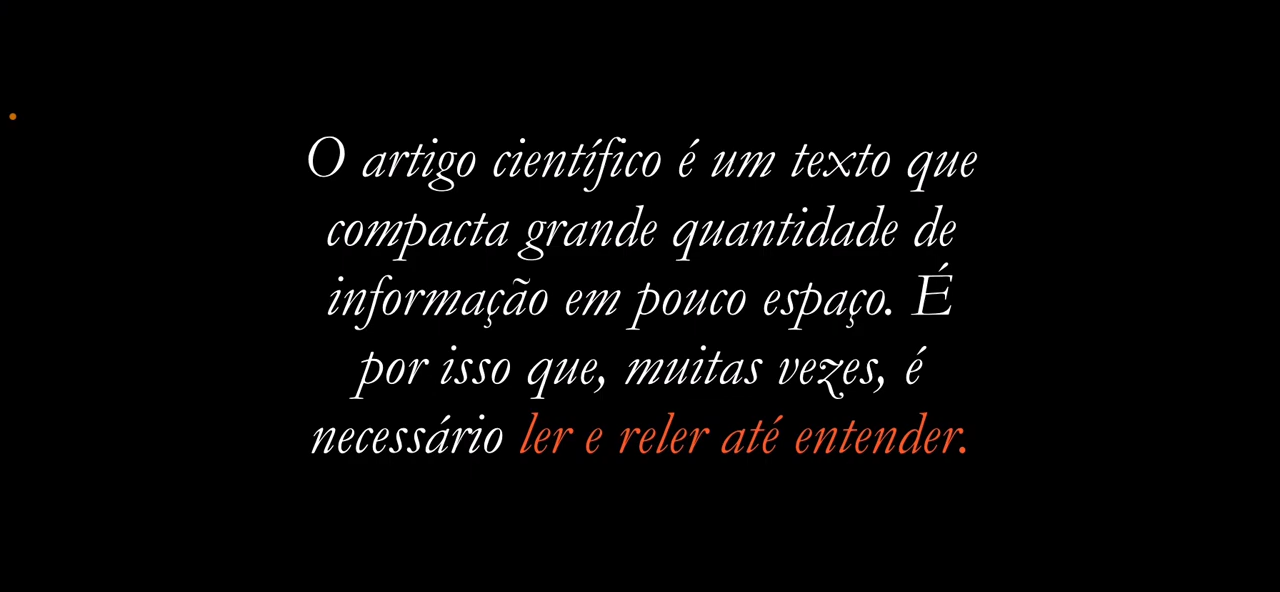 O artigo científico é um texto que
compacta grande quantidade de
informação em pouco espaço. É
por isso que, muitas vezes, é
necessário ler e reler até entender.